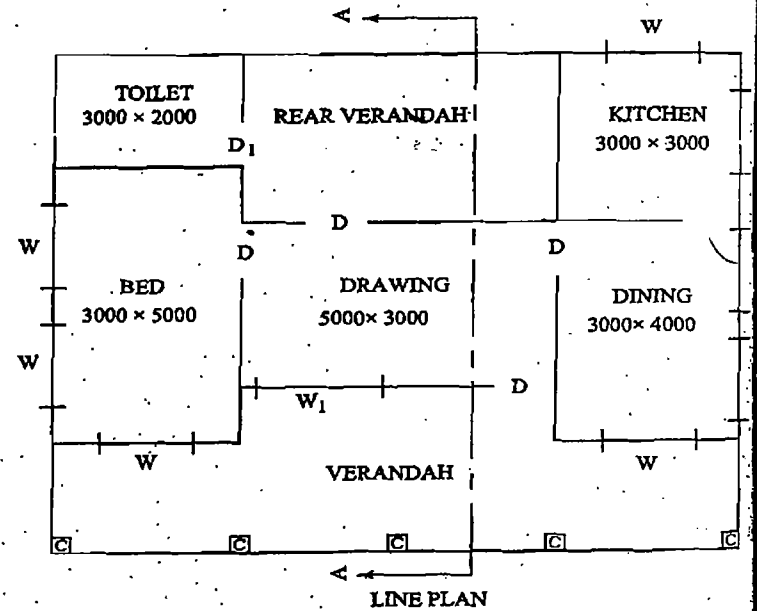 A
W
TOILET
3000 × 2000
REAR VERANDAH
KITCHEN
3000 × 3000
D1
D
D
D
W
BED
3000 × 5000
DRAWING
5000× 3000
DINING
3000× 4000
W
W1
D
W
VERANDAH
W
C
C
C
C
C
A
LINE PLAN